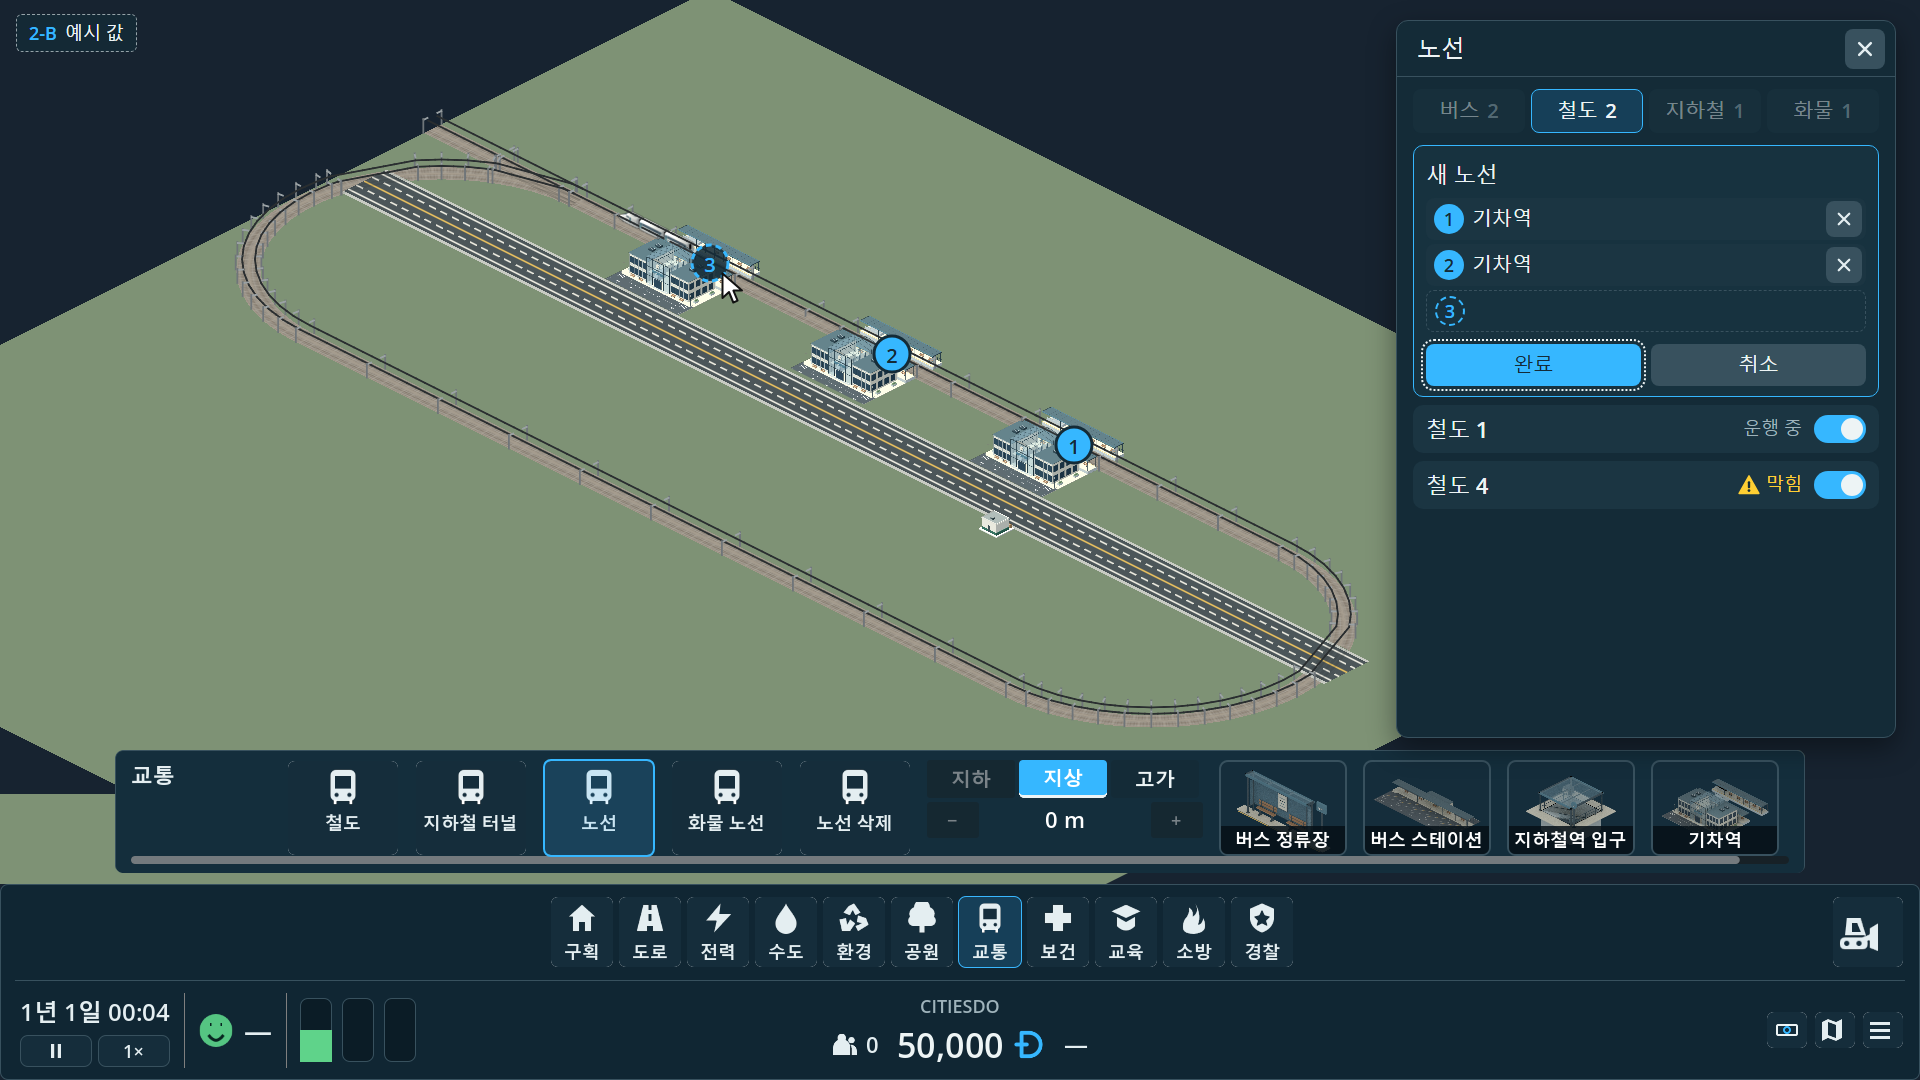 2-B 예시 값
노선
버스 2
철도 2
지하철 1
화물 1
새 노선
1 기차역
2 기차역
3
완료
취소
철도 1
운행 중
철도 4
막힘
3
2
1
교통
철도
지하철 터널
노선
화물 노선
노선 삭제
지하
지상
고가
−
0 m
+
버스 정류장
버스 스테이션
지하철역 입구
기차역
구획
도로
전력
수도
환경
공원
교통
보건
교육
소방
경찰
1년 1일 00:04
1×
—
CITIESDO
0
50,000
—